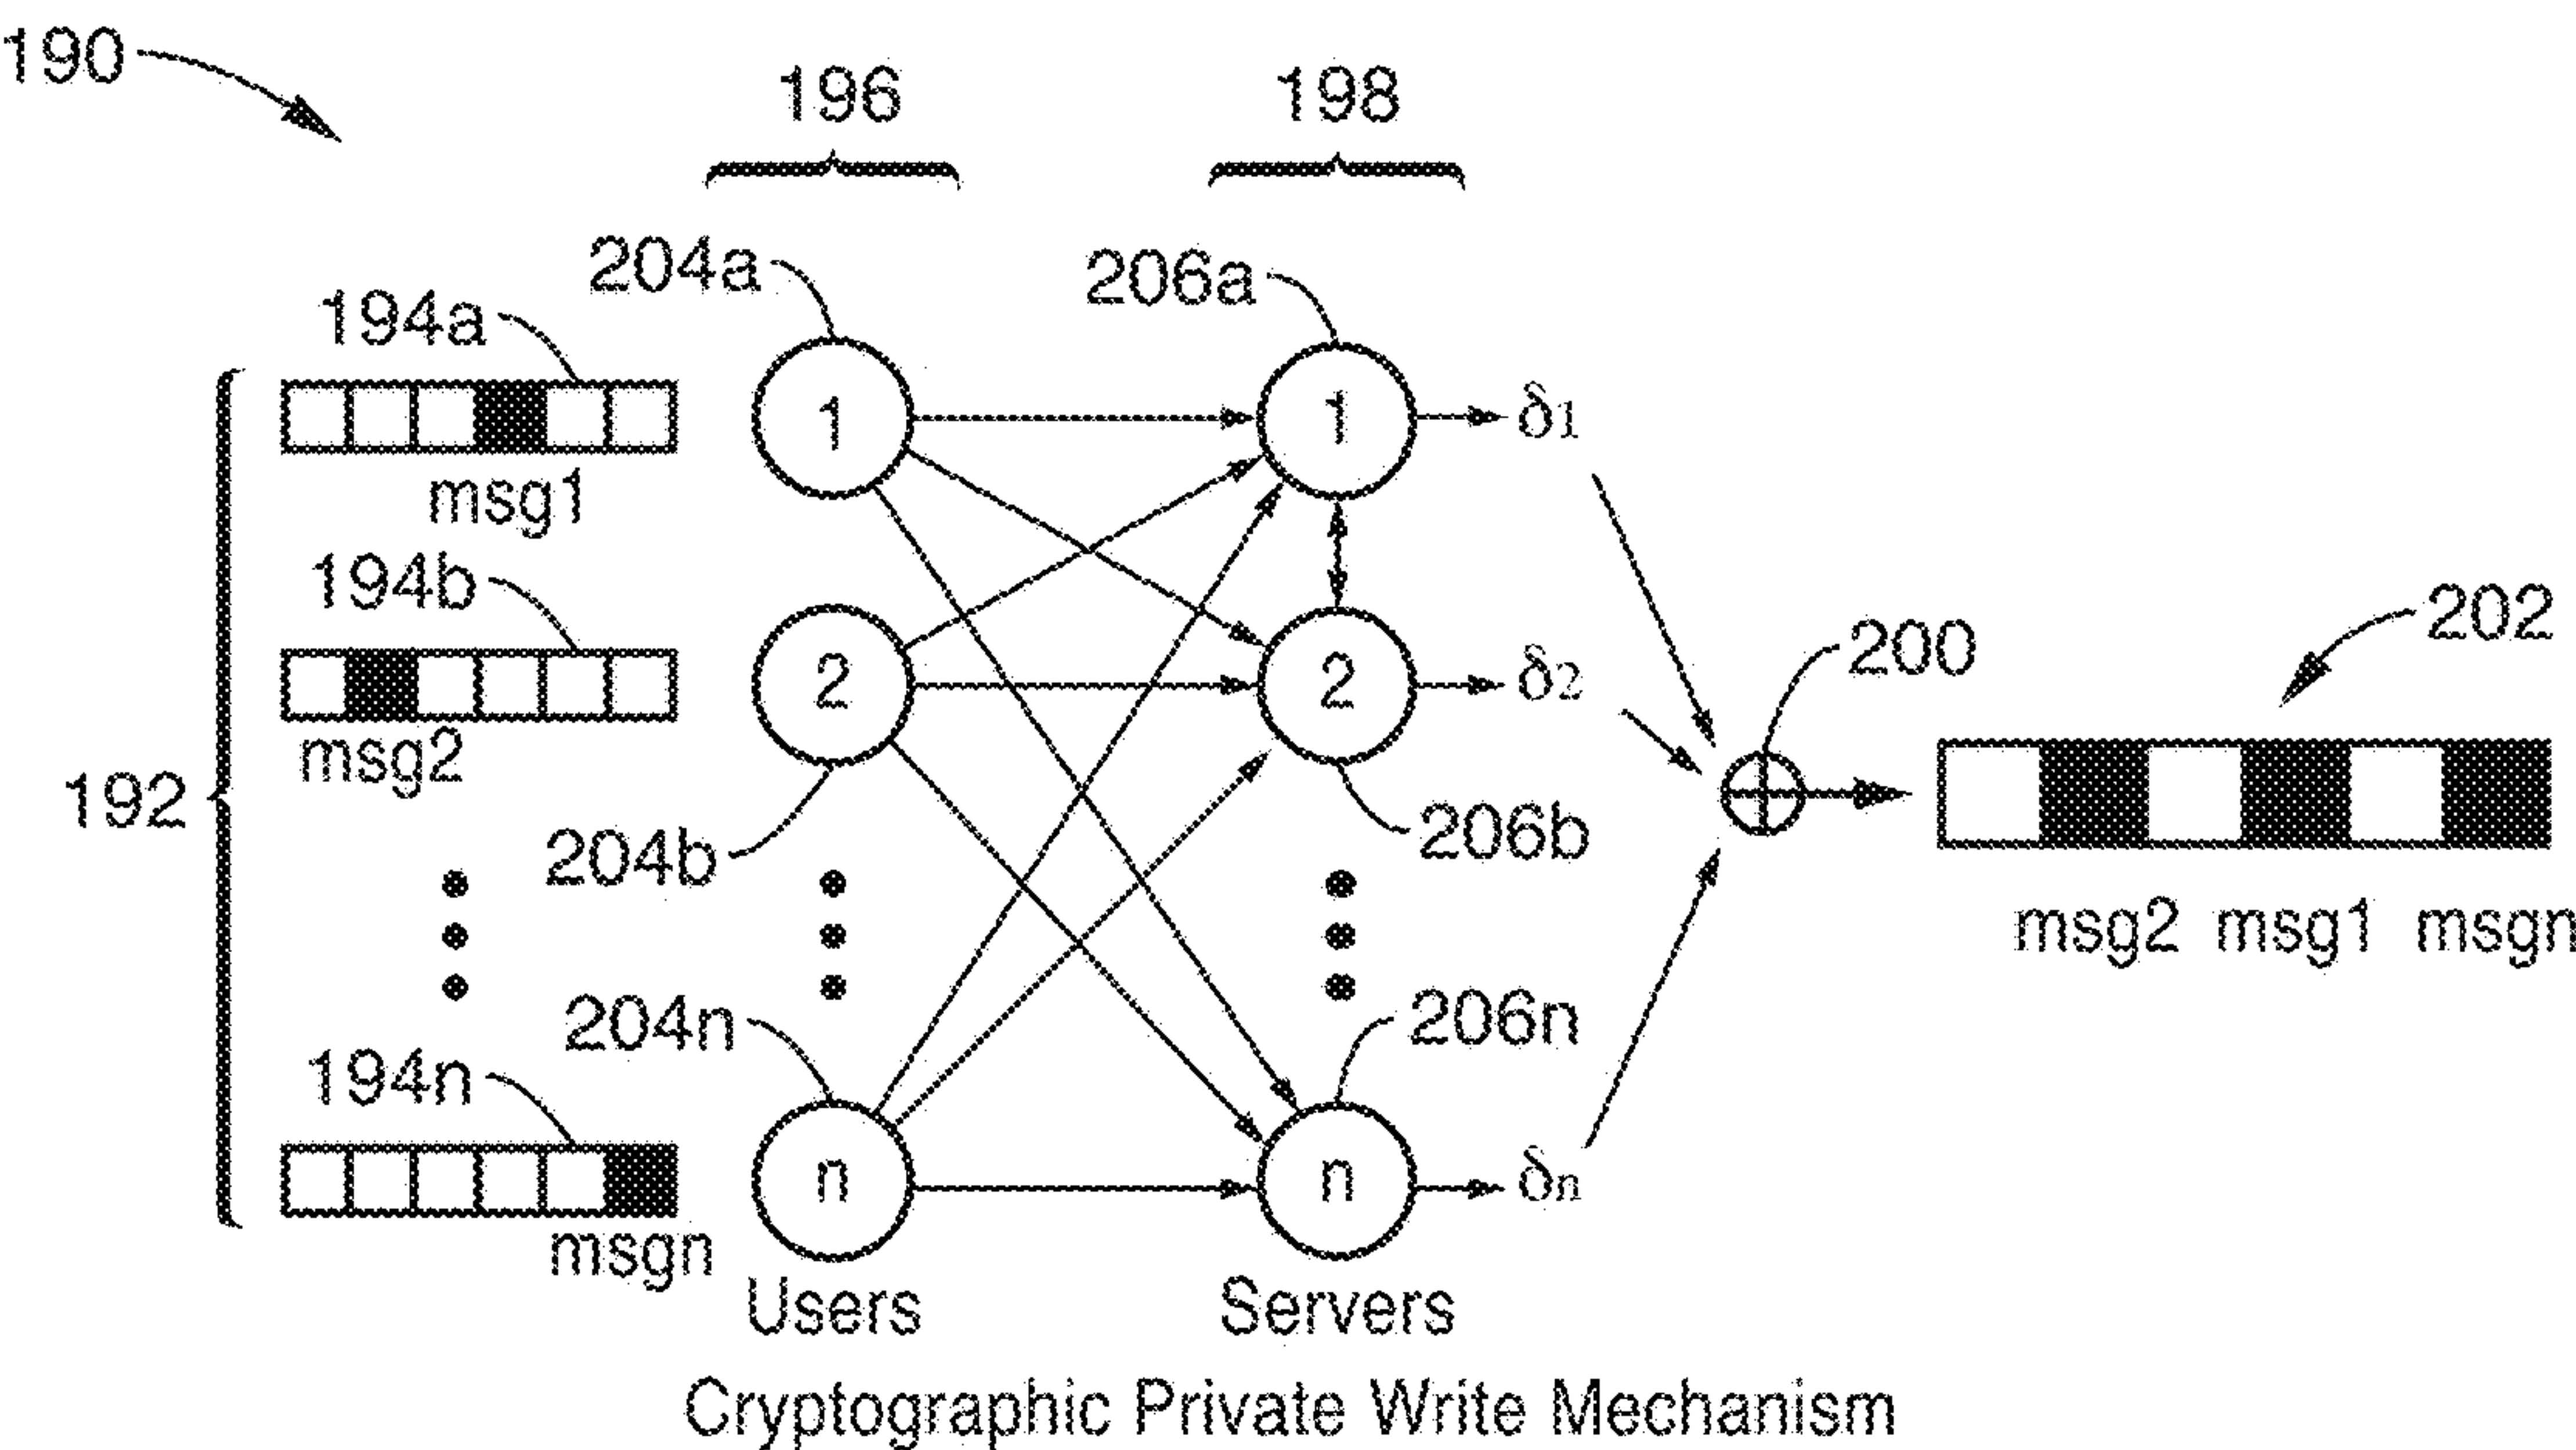 190
196
198
204a
206a
194a
1
1
δ1
msg1
194b
202
200
2
2
δ2
msg2
192
204b
206b
msg2 msg1 msgn
204n
206n
194n
n
n
δn
msgn
Users
Servers
Cryptographic Private Write Mechanism